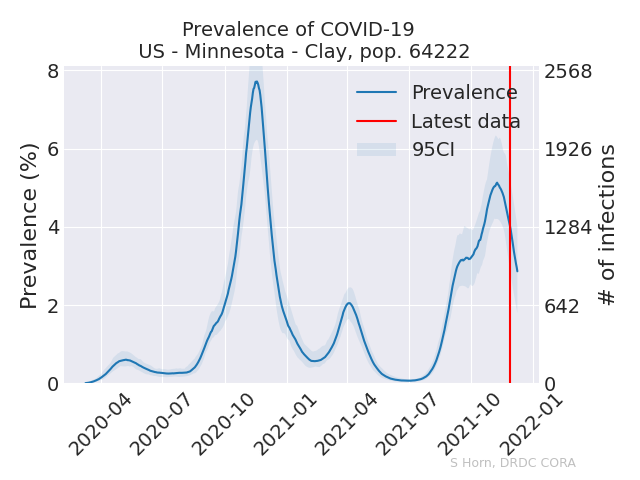 Prevalence of COVID-19
US - Minnesota - Clay, pop. 64222
8
6
4
2
0
Prevalence (%)
2568
1926
1284
642
0
# of infections
Prevalence
Latest data
95CI
2020-04
2020-07
2020-10
2021-01
2021-04
2021-07
2021-10
2022-01
S Horn, DRDC CORA